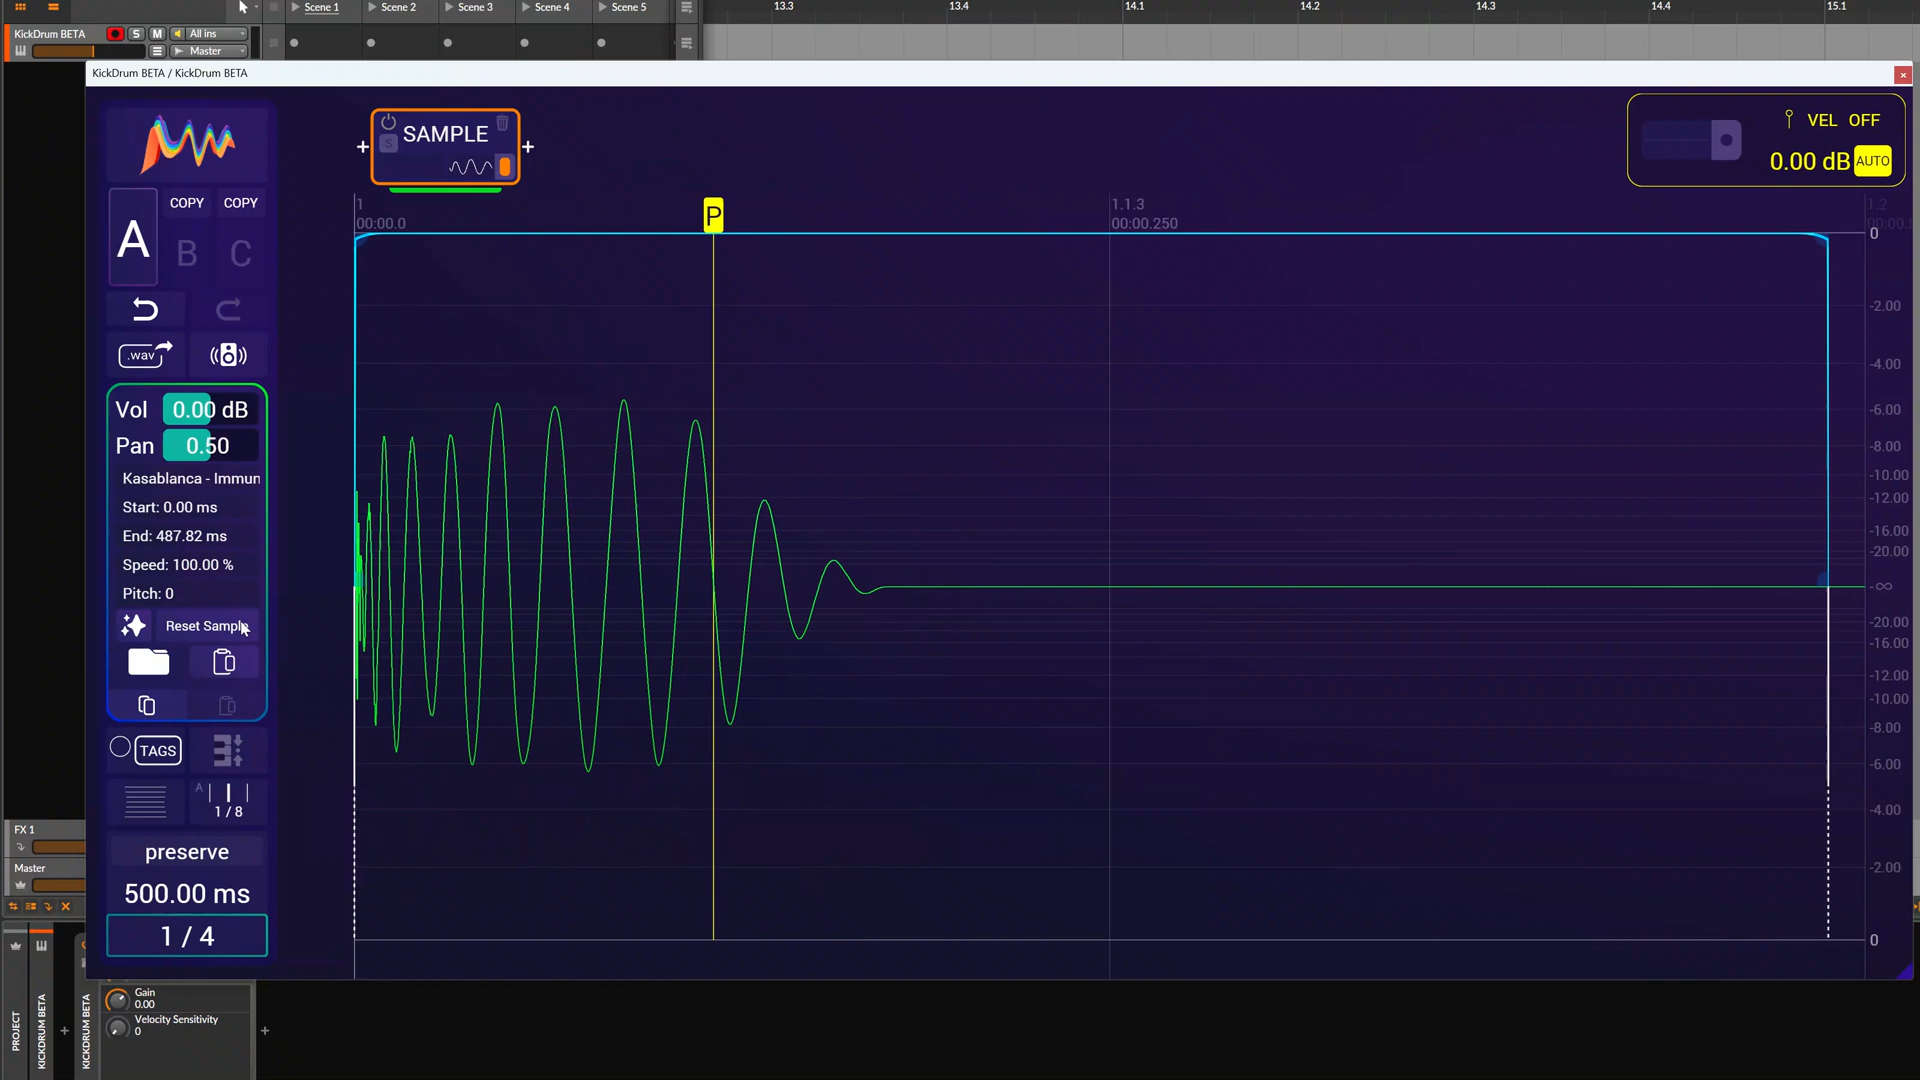 Scene 1 Scene 2 Scene 3 Scene 4 Scene 5
13.3 13.4 14.1 14.2 14.3 14.4 15.1
KickDrum BETA S M All ins
Master
KickDrum BETA / KickDrum BETA
SAMPLE
S
VEL OFF
0.00 dB AUTO
A COPY COPY
B C
P
1
00:00.0
1.1.3
00:00.250
1.2
0
-2.00
-4.00
-6.00
-8.00
-10.00
-12.00
-16.00
-20.00
-∞
-20.00
-16.00
-12.00
-10.00
-8.00
-6.00
-4.00
-2.00
0
.wav
Vol 0.00 dB
Pan 0.50
Kasablanca - Immun
Start: 0.00 ms
End: 487.82 ms
Speed: 100.00 %
Pitch: 0
Reset Sample
TAGS
A
1 / 8
preserve
500.00 ms
1 / 4
FX 1
Master
PROJECT
KICKDRUM BETA
KICKDRUM BETA
Gain
0.00
Velocity Sensitivity
0